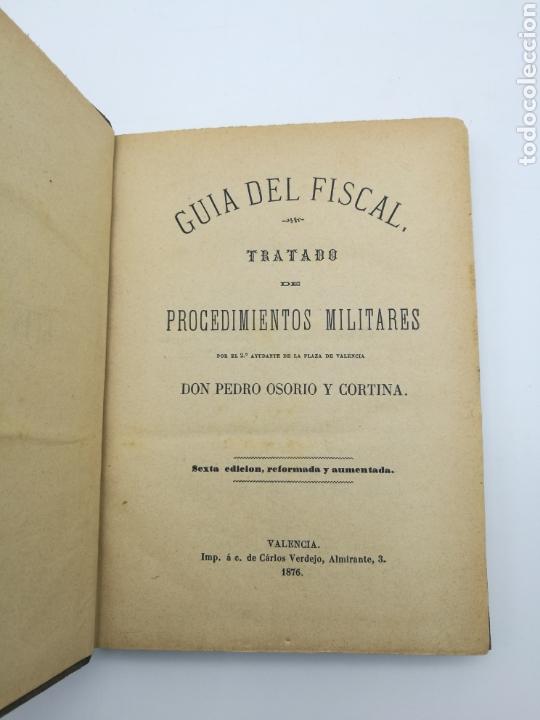 GUIA DEL FISCAL.
TRATADO
DE
PROCEDIMIENTOS MILITARES
POR EL 2.º AYUDANTE DE LA PLAZA DE VALENCIA
DON PEDRO OSORIO Y CORTINA.
Sexta edicion, reformada y aumentada.
VALENCIA.
Imp. á c. de Cárlos Verdejo, Almirante, 3.
1876.
todocoleccion